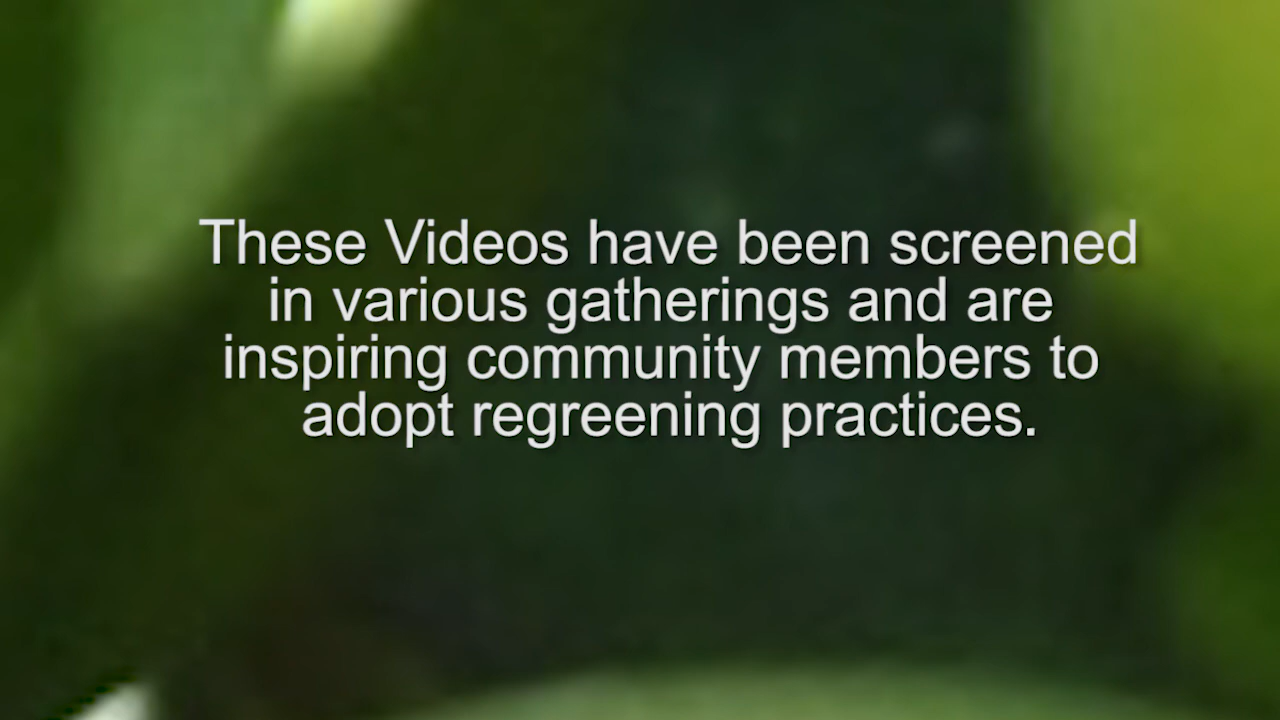 These Videos have been screened
in various gatherings and are
inspiring community members to
adopt regreening practices.